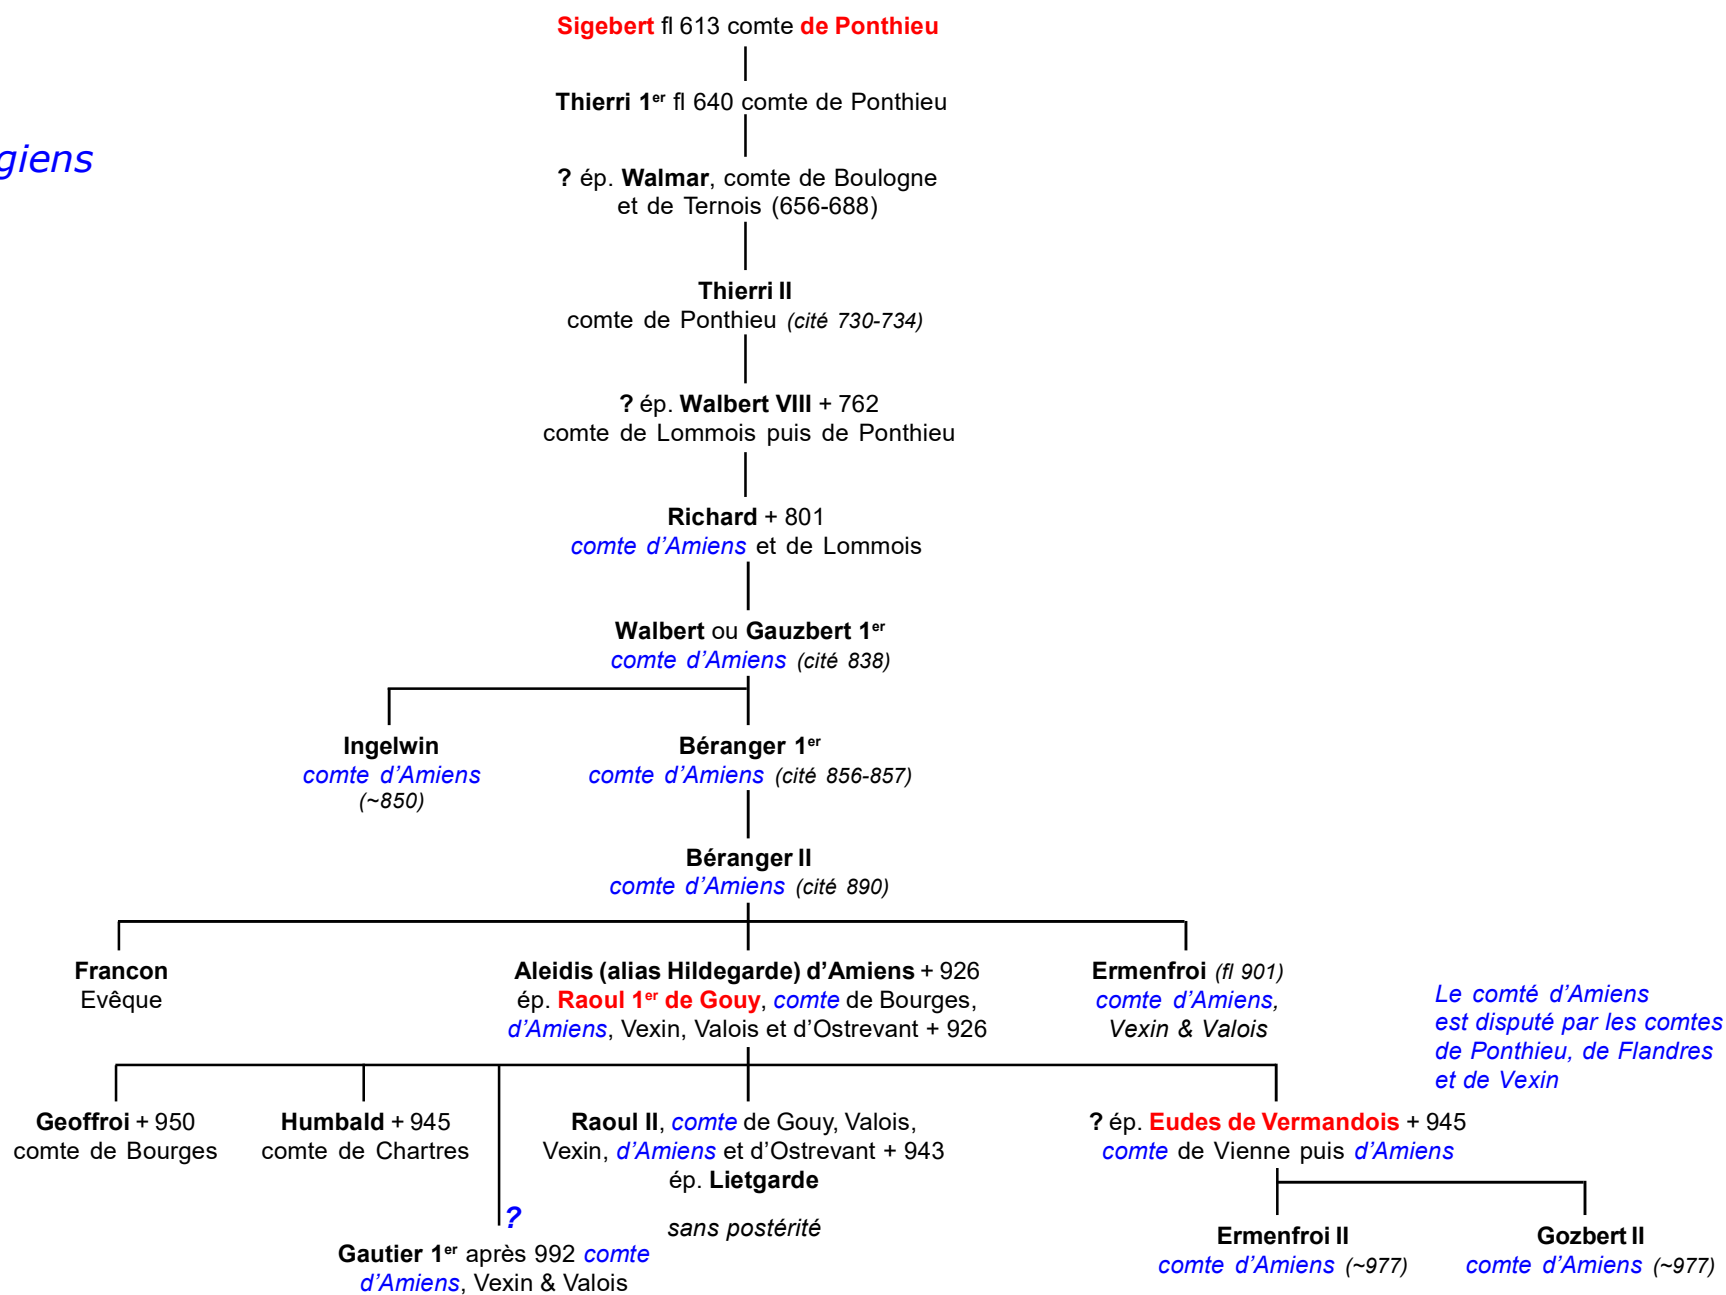 Sigebert fl 613 comte de Ponthieu
Thierri 1er fl 640 comte de Ponthieu
giens
? ép. Walmar, comte de Boulogne
et de Ternois (656-688)
Thierri II
comte de Ponthieu (cité 730-734)
? ép. Walbert VIII + 762
comte de Lommois puis de Ponthieu
Richard + 801
comte d'Amiens et de Lommois
Walbert ou Gauzbert 1er
comte d'Amiens (cité 838)
Ingelwin
comte d'Amiens
(~850)
Béranger 1er
comte d'Amiens (cité 856-857)
Béranger II
comte d'Amiens (cité 890)
Francon
Evêque
Aleidis (alias Hildegarde) d'Amiens + 926
ép. Raoul 1er de Gouy, comte de Bourges,
d'Amiens, Vexin, Valois et d'Ostrevant + 926
Ermenfroi (fl 901)
comte d'Amiens,
Vexin & Valois
Le comté d'Amiens
est disputé par les comtes
de Ponthieu, de Flandres
et de Vexin
Geoffroi + 950
comte de Bourges
Humbald + 945
comte de Chartres
Raoul II, comte de Gouy, Valois,
Vexin, d'Amiens et d'Ostrevant + 943
ép. Lietgarde
sans postérité
? ép. Eudes de Vermandois + 945
comte de Vienne puis d'Amiens
?
Gautier 1er après 992 comte
d'Amiens, Vexin & Valois
Ermenfroi II
comte d'Amiens (~977)
Gozbert II
comte d'Amiens (~977)